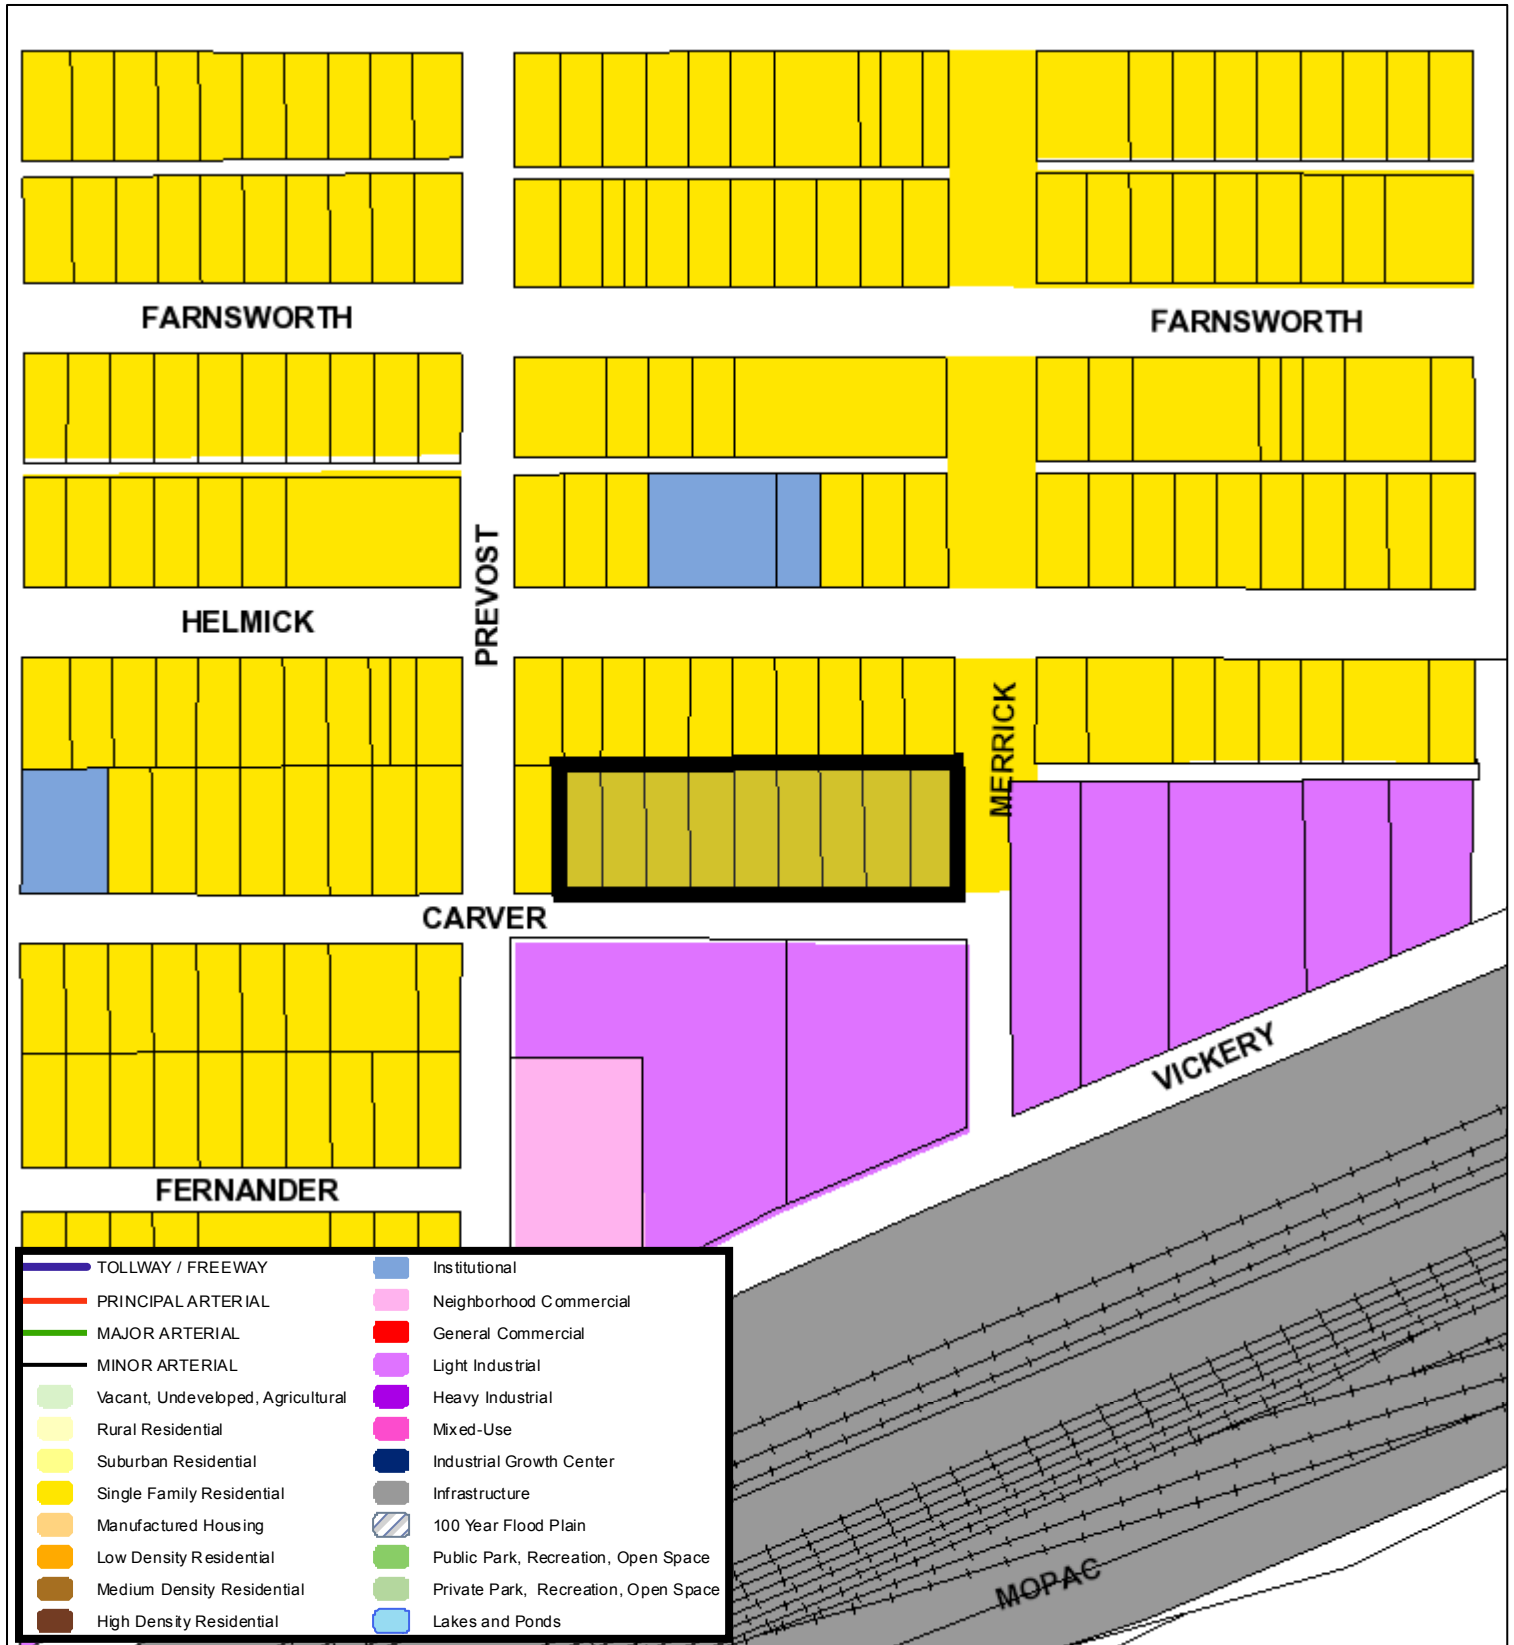 FARNSWORTH
FARNSWORTH
PREVOST
HELMICK
MERRICK
CARVER
VICKERY
FERNANDER
MOPAC
TOLLWAY / FREEWAY
PRINCIPAL ARTERIAL
MAJOR ARTERIAL
MINOR ARTERIAL
Vacant, Undeveloped, Agricultural
Rural Residential
Suburban Residential
Single Family Residential
Manufactured Housing
Low Density Residential
Medium Density Residential
High Density Residential
Institutional
Neighborhood Commercial
General Commercial
Light Industrial
Heavy Industrial
Mixed-Use
Industrial Growth Center
Infrastructure
100 Year Flood Plain
Public Park, Recreation, Open Space
Private Park, Recreation, Open Space
Lakes and Ponds